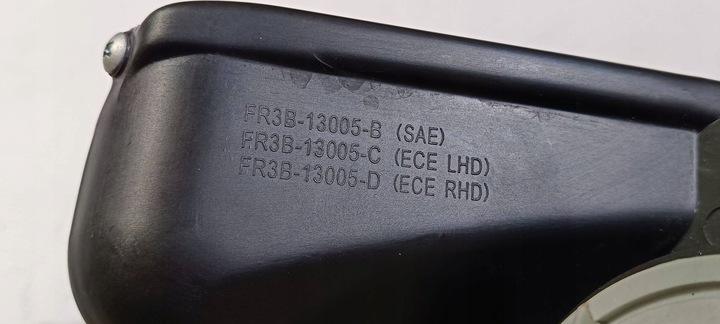 FR3B-13005-B (SAE)
FR3B-13005-C (ECE LHD)
FR3B-13005-D (ECE RHD)